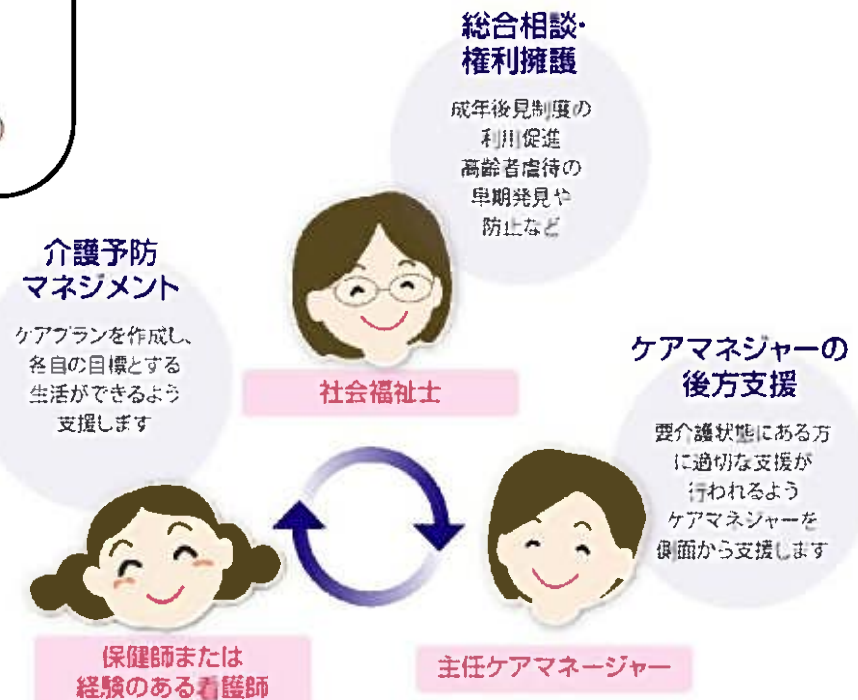 総合相談・
権利擁護
成年後見制度の
利用促進
高齢者虐待の
早期発見や
防止など
社会福祉士
介護予防
マネジメント
ケアプランを作成し、
各自の目標とする
生活ができるよう
支援します
保健師または
経験のある看護師
ケアマネジャーの
後方支援
要介護状態にある方
に適切な支援が
行われるよう
ケアマネジャーを
側面から支援します
主任ケアマネージャー